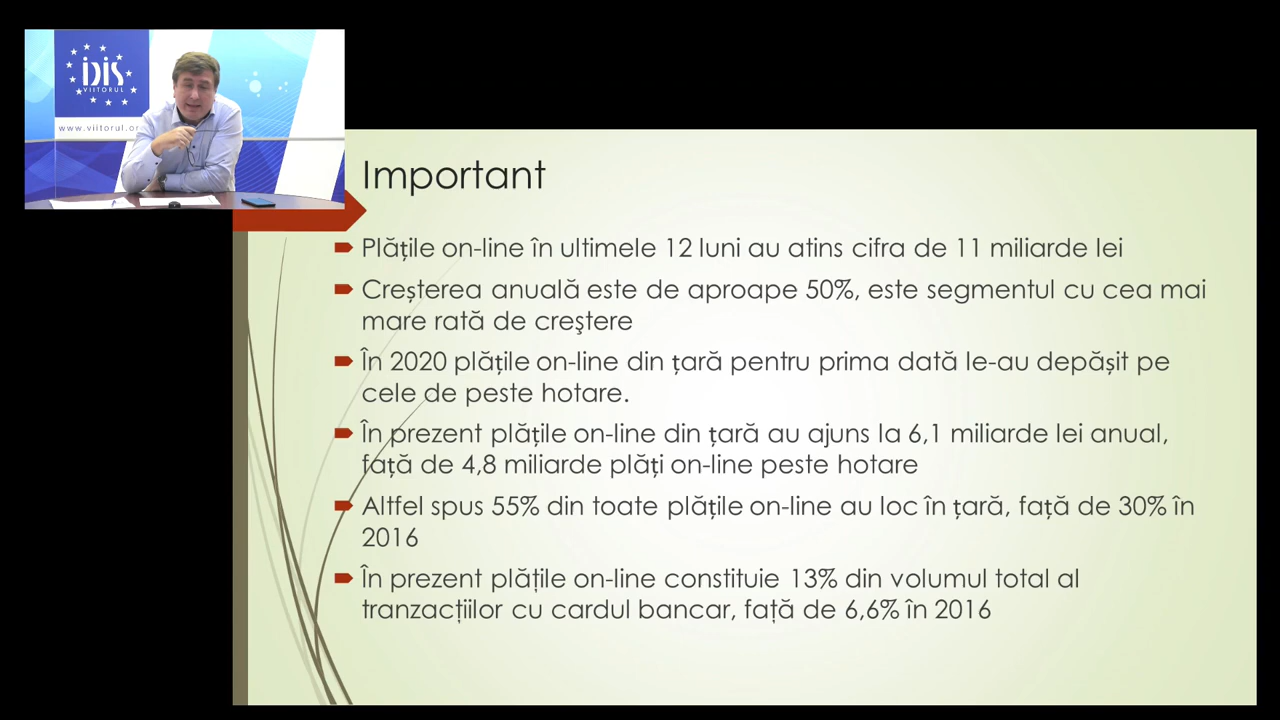 iDiS
VIITORUL
www.viitorul.or
Important
Plățile on-line în ultimele 12 luni au atins cifra de 11 miliarde lei
Creșterea anuală este de aproape 50%, este segmentul cu cea mai
mare rată de creştere
În 2020 plățile on-line din țară pentru prima dată le-au depășit pe
cele de peste hotare.
În prezent plățile on-line din țară au ajuns la 6,1 miliarde lei anual,
față de 4,8 miliarde plăți on-line peste hotare
Altfel spus 55% din toate plățile on-line au loc în țară, față de 30% în
2016
În prezent plățile on-line constituie 13% din volumul total al
tranzacțiilor cu cardul bancar, față de 6,6% în 2016